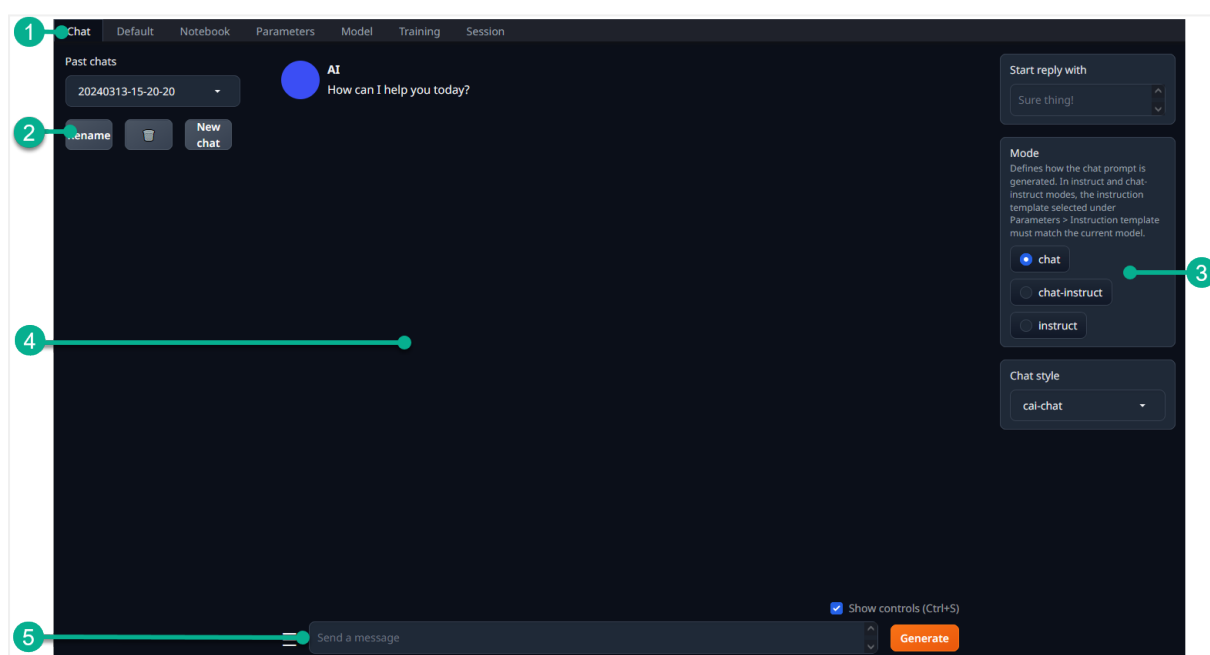 1
Chat Default Notebook Parameters Model Training Session
Past chats
20240313-15-20-20
2
Rename
New
chat
AI
How can I help you today?
Start reply with
Sure thing!
Mode
Defines how the chat prompt is
generated. In instruct and chat-
instruct modes, the instruction
template selected under
Parameters > Instruction template
must match the current model.
chat
chat-instruct
instruct
3
4
Chat style
cai-chat
Show controls (Ctrl+S)
5
Send a message
Generate